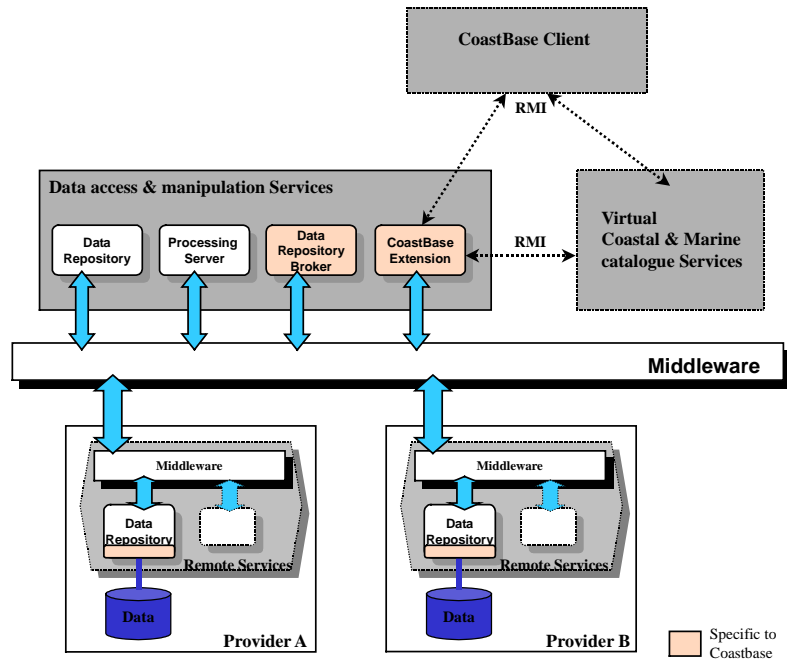 CoastBase Client
RMI
Data access & manipulation Services
Data
Repository
Processing
Server
Data
Repository
Broker
CoastBase
Extension
RMI
Virtual
Coastal & Marine
catalogue Services
Middleware
Middleware
Data
Repository
Remote Services
Data
Provider A
Middleware
Data
Repository
Remote Services
Data
Provider B
Specific to
Coastbase